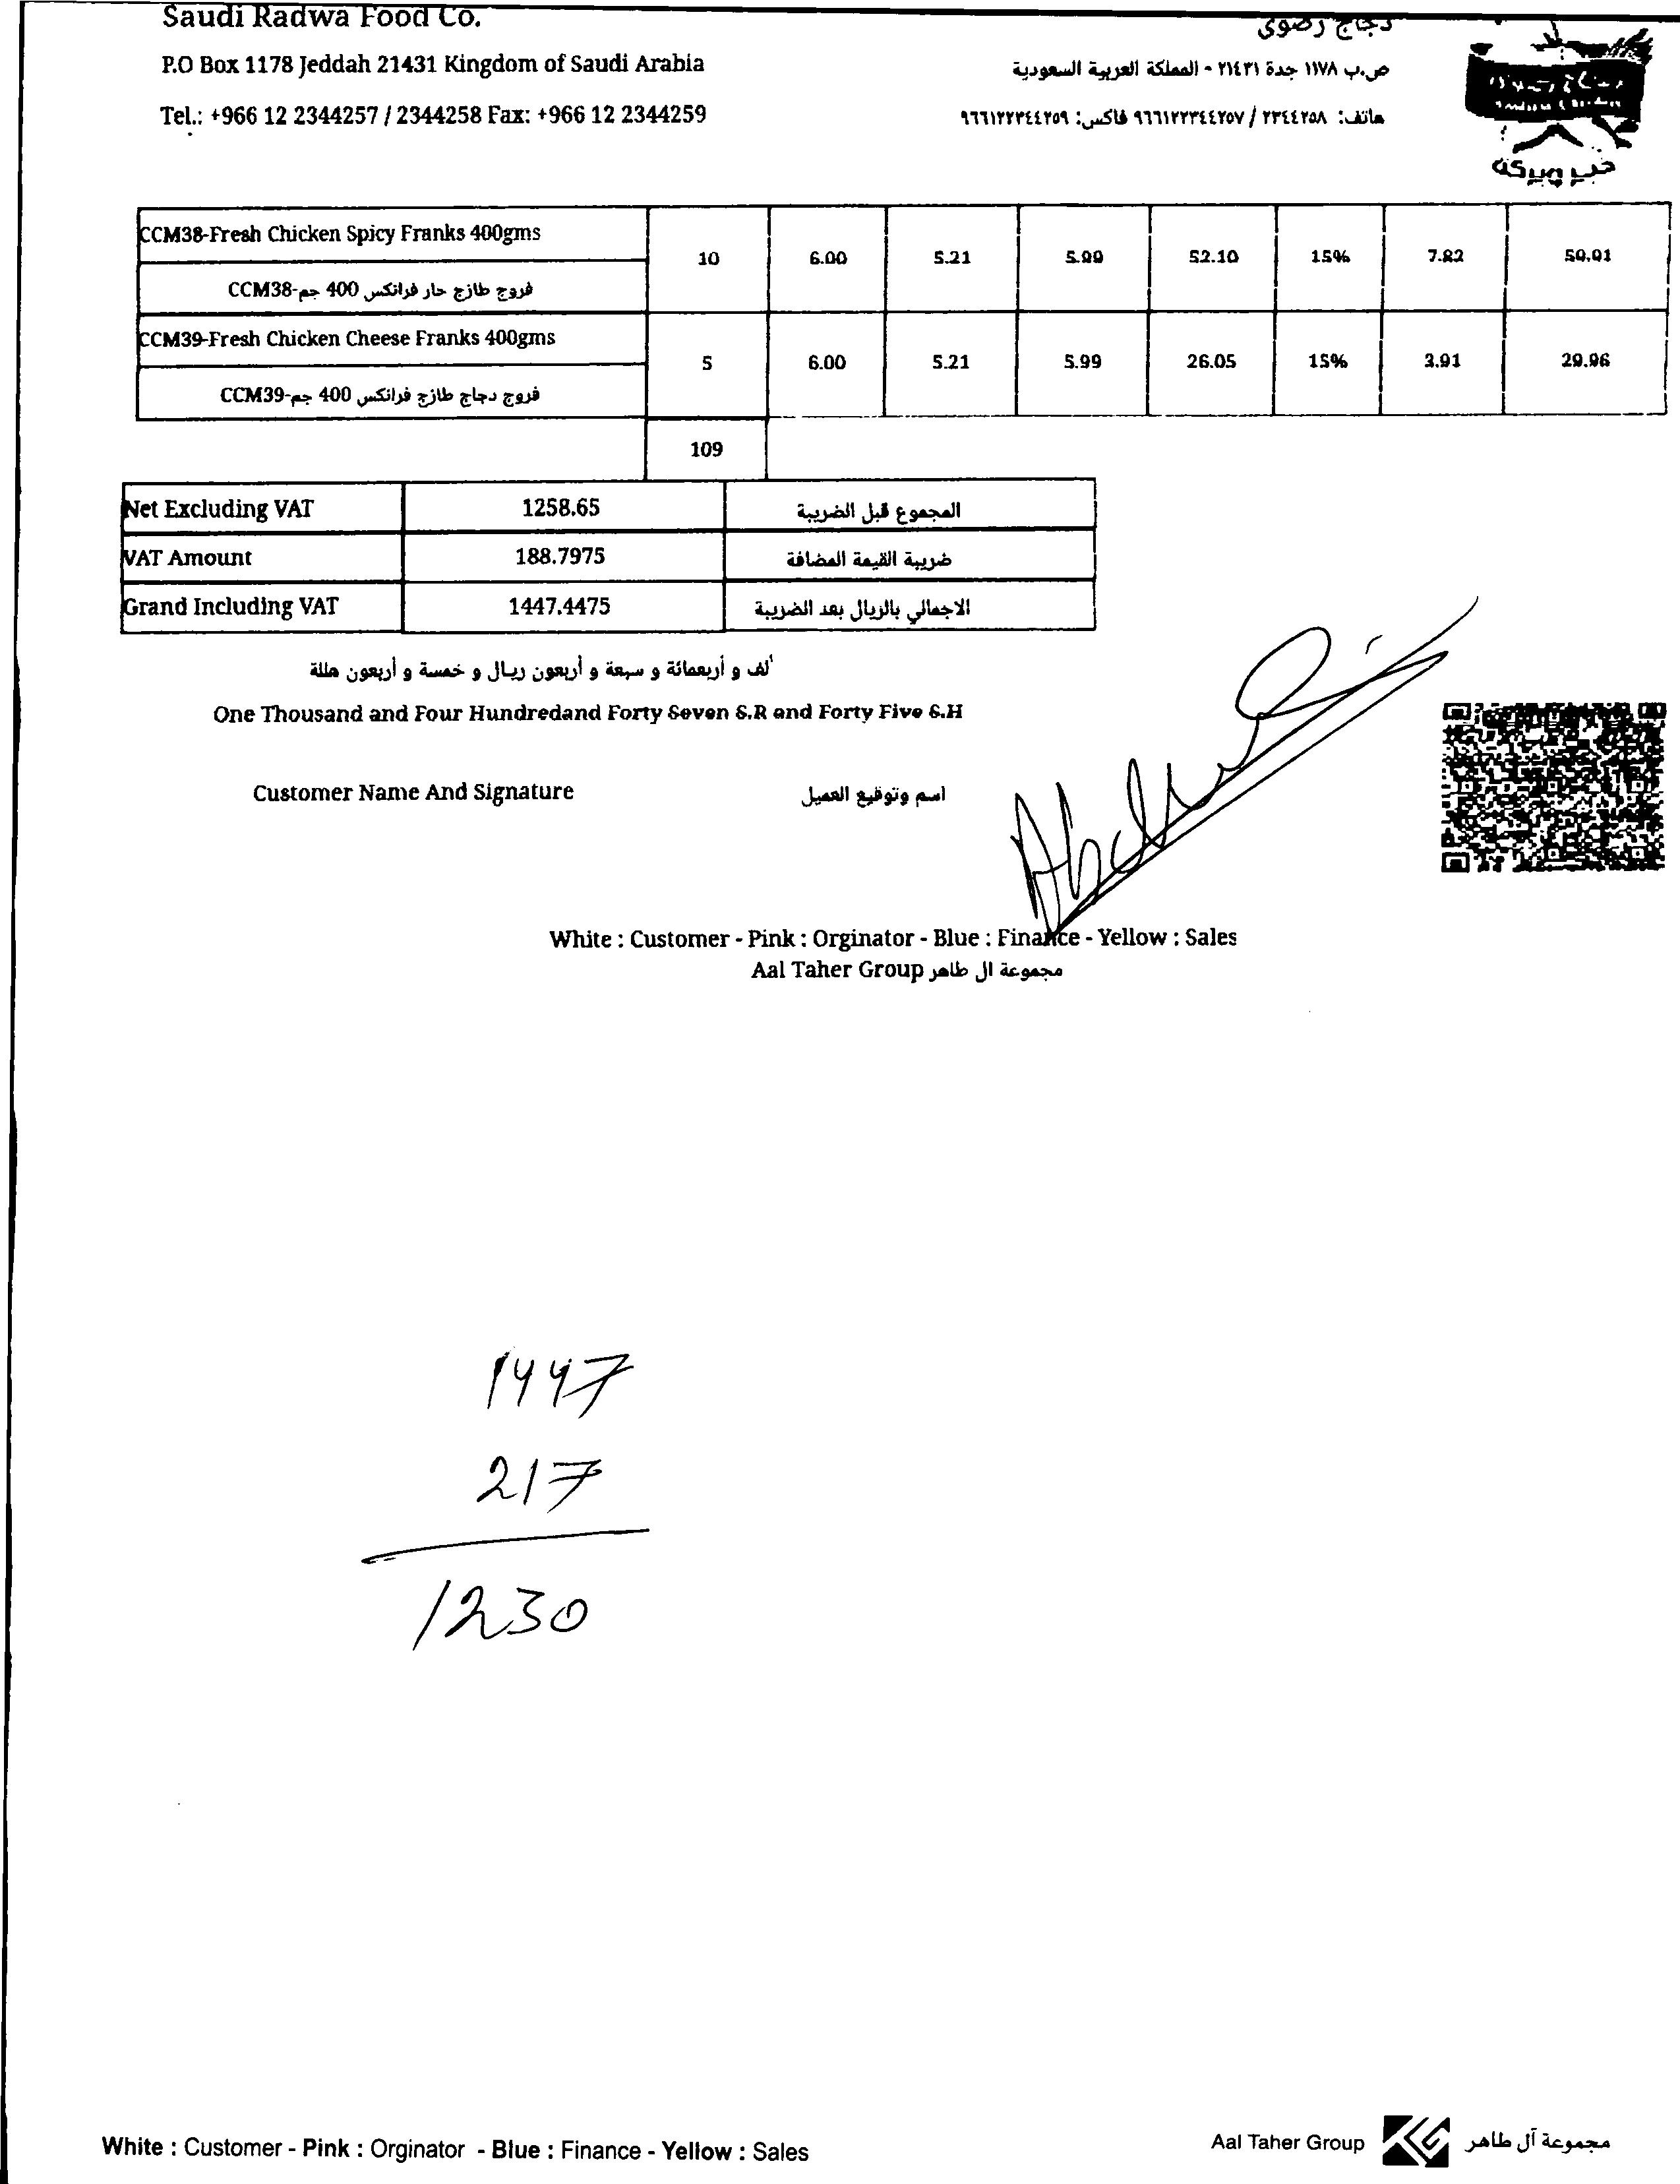 Saudi Radwa Food Co.
دجاج رضوى
P.O Box 1178 Jeddah 21431 Kingdom of Saudi Arabia
ص.ب ١١٧٨ جدة ٢١٤٣١ - المملكة العربية السعودية
Tel.: +966 12 2344257 / 2344258 Fax: +966 12 2344259
هاتف: ٢٣٤٤٢٥٨ / ٩٦٦١٢٢٣٤٤٢٥٧ فاكس: ٩٦٦١٢٢٣٤٤٢٥٩
CCM38-Fresh Chicken Spicy Franks 400gms
10 6.00 5.21 5.99 52.10 15% 7.82 59.91
فروج طازج حار فرانكس 400 جم-CCM38
CCM39-Fresh Chicken Cheese Franks 400gms
5 6.00 5.21 5.99 26.05 15% 3.91 29.96
فروج دجاج طازج فرانكس 400 جم-CCM39
109
Net Excluding VAT 1258.65 المجموع قبل الضريبة
VAT Amount 188.7975 ضريبة القيمة المضافة
Grand Including VAT 1447.4475 الاجمالي بالريال بعد الضريبة
ألف و أربعمائة و سبعة و أربعون ريال و خمسة و أربعون هللة
One Thousand and Four Hundredand Forty Seven S.R and Forty Five S.H
Customer Name And Signature اسم وتوقيع العميل
White : Customer - Pink : Orginator - Blue : Finance - Yellow : Sales
Aal Taher Group مجموعة ال طاهر
1447
217
1230
White : Customer - Pink : Orginator - Blue : Finance - Yellow : Sales
Aal Taher Group مجموعة آل طاهر